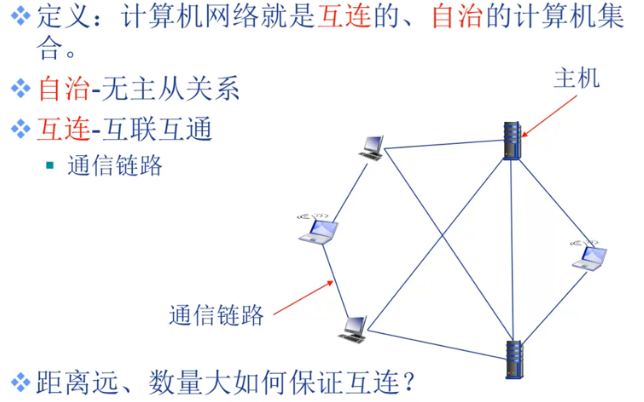 定义：计算机网络就是互连的、自治的计算机集
合。
自治-无主从关系
主机
互连-互联互通
通信链路
通信链路
距离远、数量大如何保证互连？